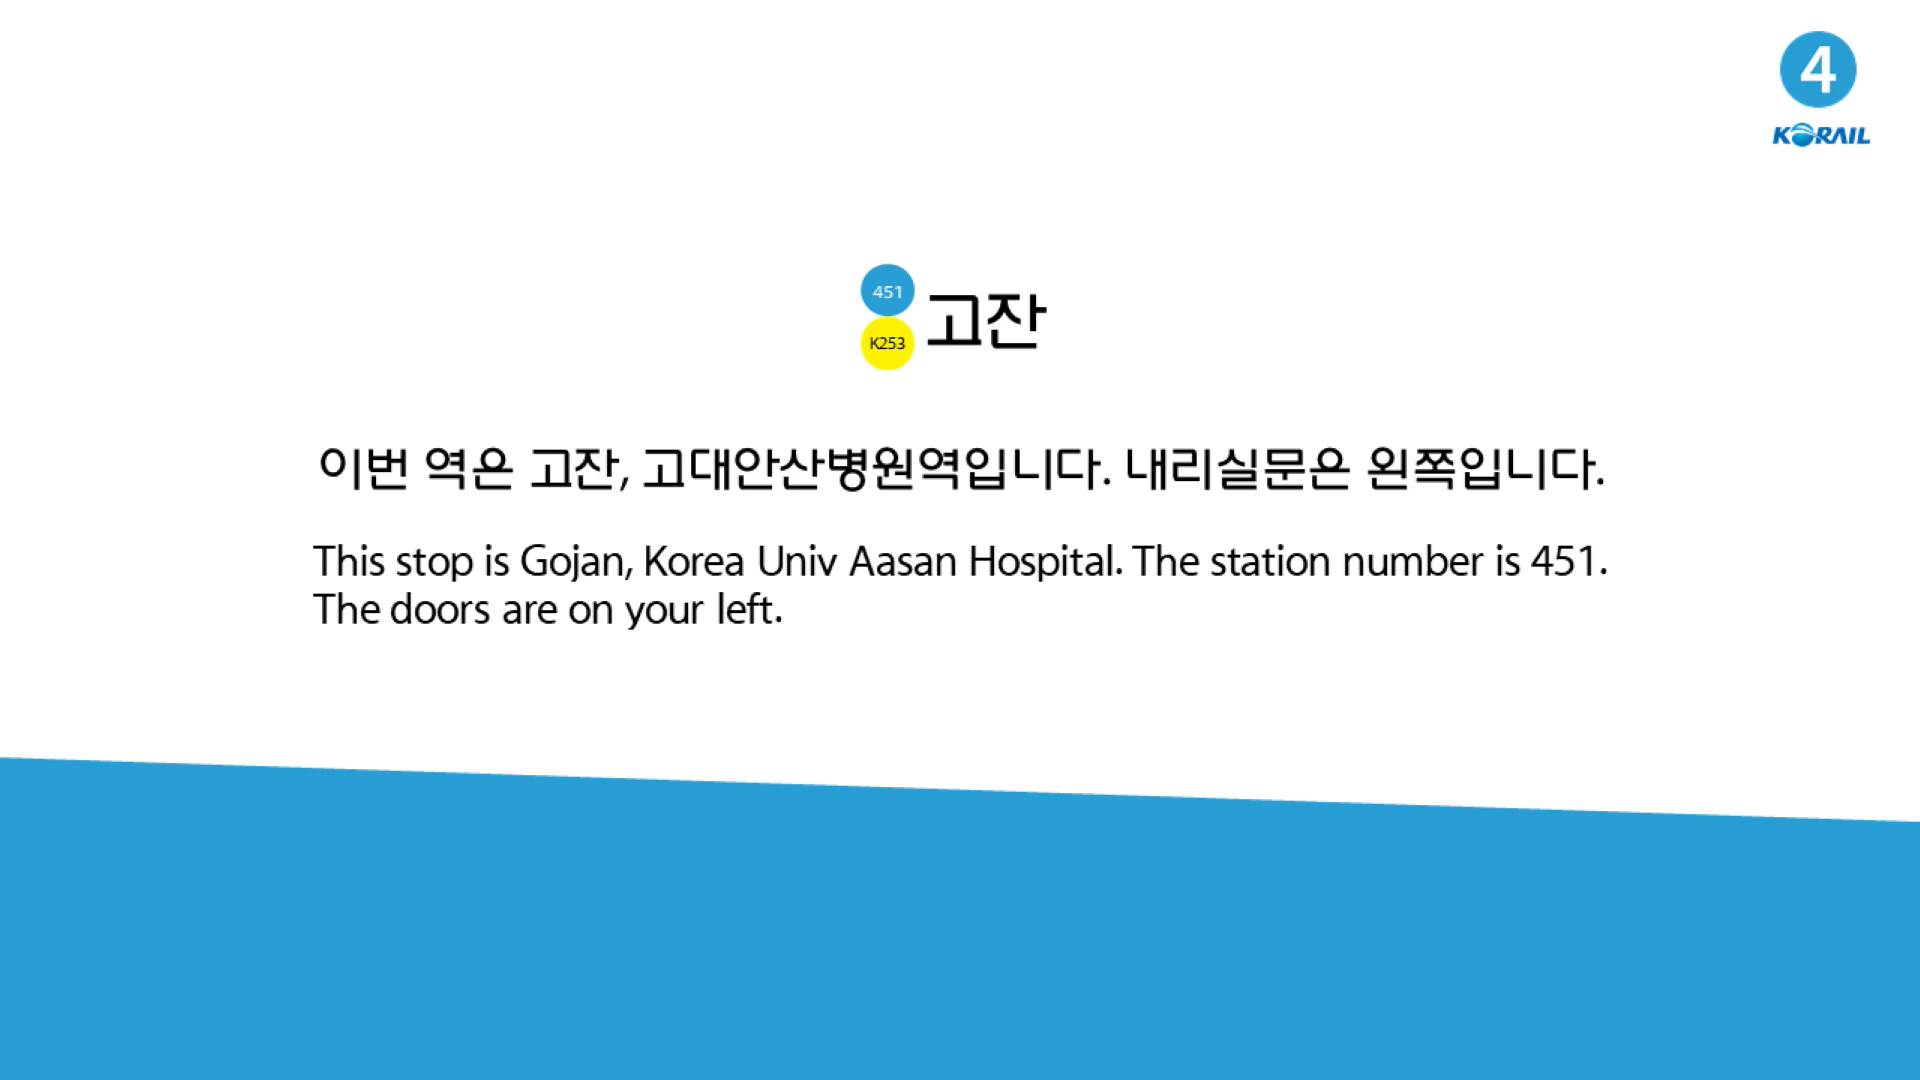 4
KORAIL
451
K253
고잔
이번 역은 고잔, 고대안산병원역입니다. 내리실문은 왼쪽입니다.
This stop is Gojan, Korea Univ Aasan Hospital. The station number is 451.
The doors are on your left.